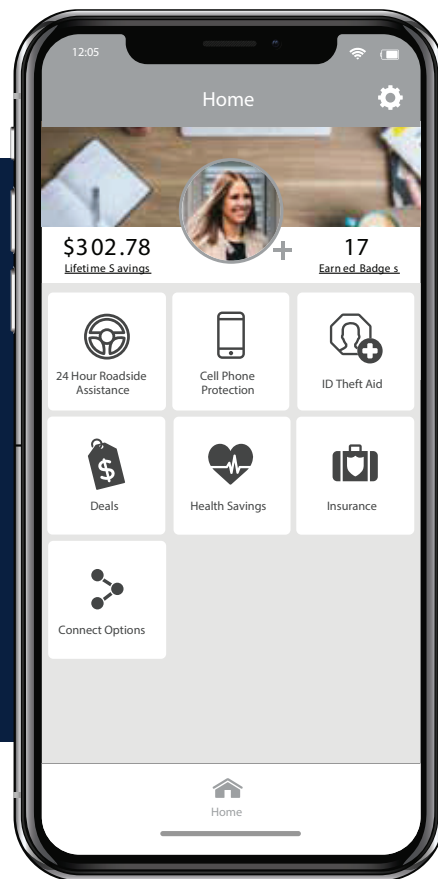 12:05
Home
$302.78
17
Lifetime Savings
Earned Badges
24 Hour Roadside
Assistance
Cell Phone
Protection
ID Theft Aid
$
Deals
Health Savings
Insurance
Connect Options
Home